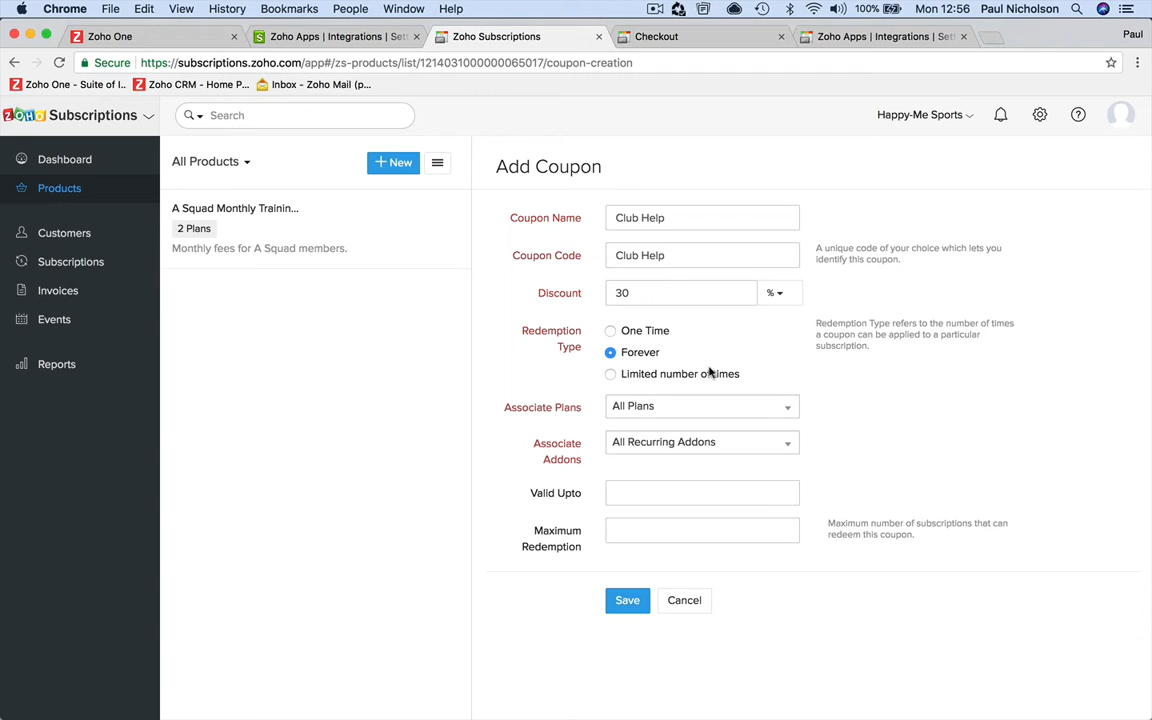 Chrome File Edit View History Bookmarks People Window Help 100% Mon 12:56 Paul Nicholson
Zoho One × Zoho Apps | Integrations | Set × Zoho Subscriptions × Checkout × Zoho Apps | Integrations | Set × Paul
Secure https://subscriptions.zoho.com/app#/zs-products/list/1214031000000065017/coupon-creation
Zoho One - Suite of I.. Zoho CRM - Home P... Inbox - Zoho Mail (p...
ZOHO Subscriptions Search Happy-Me Sports
Dashboard
Products
Customers
Subscriptions
Invoices
Events
Reports
All Products + New
A Squad Monthly Trainin...
2 Plans
Monthly fees for A Squad members.
Add Coupon
Coupon Name Club Help
Coupon Code Club Help
A unique code of your choice which lets you
identify this coupon.
Discount 30 %
Redemption
Type
One Time
Forever
Limited number of times
Redemption Type refers to the number of times
a coupon can be applied to a particular
subscription.
Associate Plans All Plans
Associate
Addons
All Recurring Addons
Valid Upto
Maximum
Redemption
Maximum number of subscriptions that can
redeem this coupon.
Save Cancel